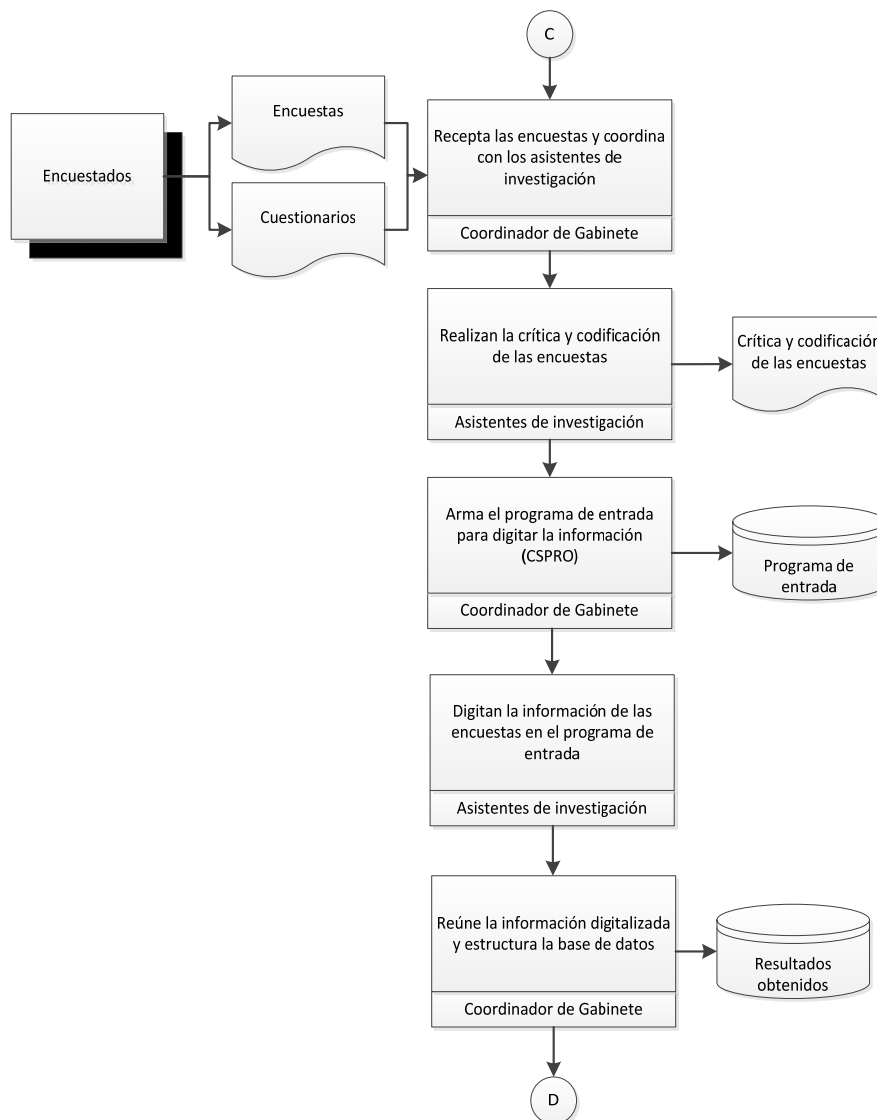 C
Encuestados
Encuestas
Cuestionarios
Recepta las encuestas y coordina
con los asistentes de
investigación
Coordinador de Gabinete
Realizan la crítica y codificación
de las encuestas
Asistentes de investigación
Crítica y codificación
de las encuestas
Arma el programa de entrada
para digitar la información
(CSPRO)
Coordinador de Gabinete
Programa de
entrada
Digitan la información de las
encuestas en el programa de
entrada
Asistentes de investigación
Reúne la información digitalizada
y estructura la base de datos
Coordinador de Gabinete
Resultados
obtenidos
D